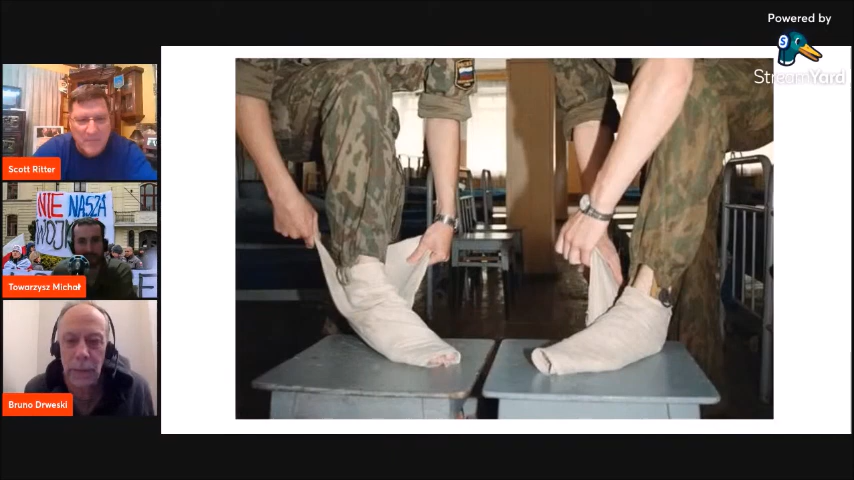 Powered by
S
StreamYard
Scott Ritter
NIE NASZA
WOJ
Towarzysz Michał
E
Bruno Drweski